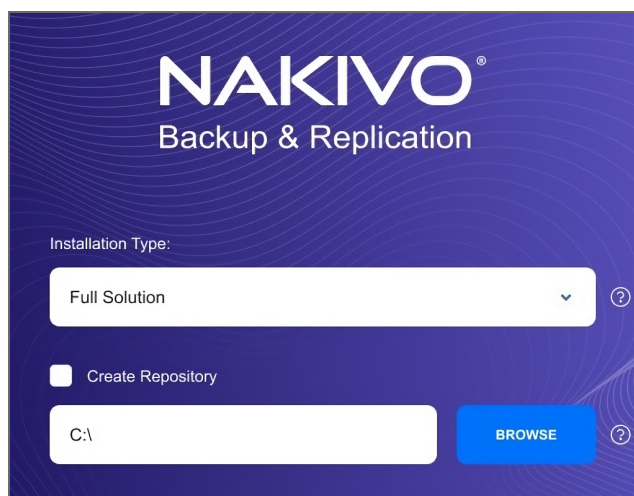 NAKIVO®
Backup & Replication
Installation Type:
Full Solution
?
Create Repository
C:\
BROWSE
?